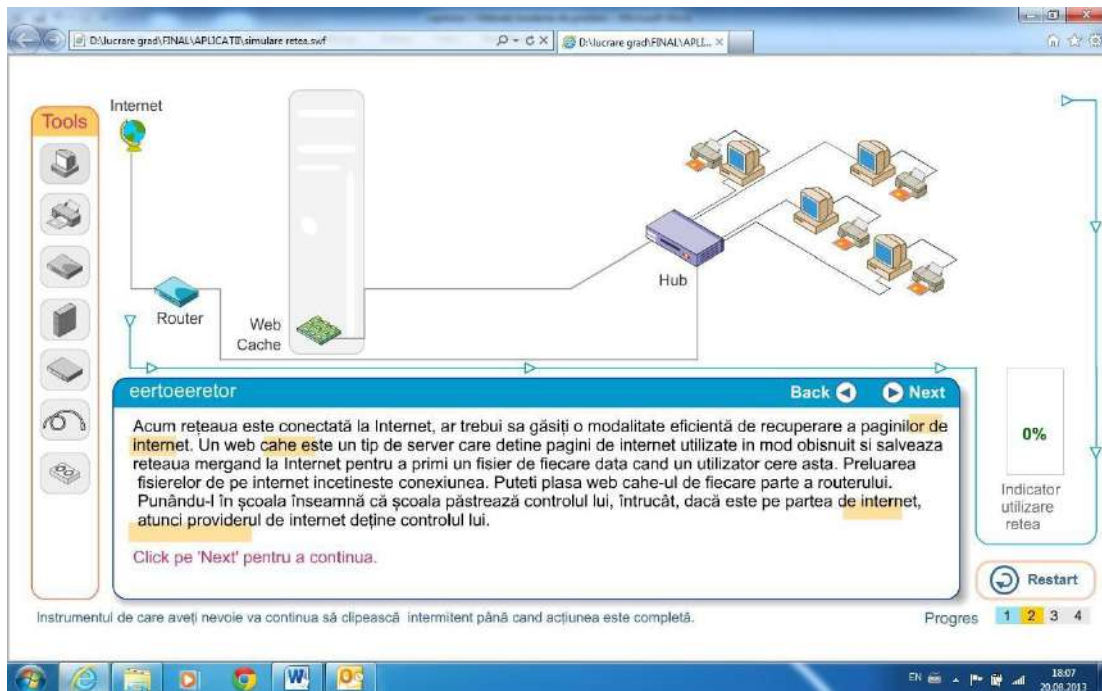 D:\lucrare grad\FINAL\APLICATII\simulare retea.swf
D:\lucrare grad\FINAL\APLI...
Tools
Internet
Router
Web
Cache
Hub
eertoeeretor
Back
Next
Acum rețeaua este conectată la Internet, ar trebui sa găsiți o modalitate eficientă de recuperare a paginilor de
internet. Un web cahe este un tip de server care detine pagini de internet utilizate in mod obisnuit si salveaza
reteaua mergand la Internet pentru a primi un fisier de fiecare data cand un utilizator cere asta. Preluarea
fisierelor de pe internet incetineste conexiunea. Puteti plasa web cahe-ul de fiecare parte a routerului.
Punându-l în școala înseamnă că școala păstrează controlul lui, întrucât, dacă este pe partea de internet,
atunci providerul de internet deține controlul lui.
Click pe 'Next' pentru a continua.
0%
Indicator
utilizare
retea
Restart
Instrumentul de care aveți nevoie va continua să clipească intermitent până cand acțiunea este completă.
Progres 1 2 3 4
EN
18:07
20.08.2013